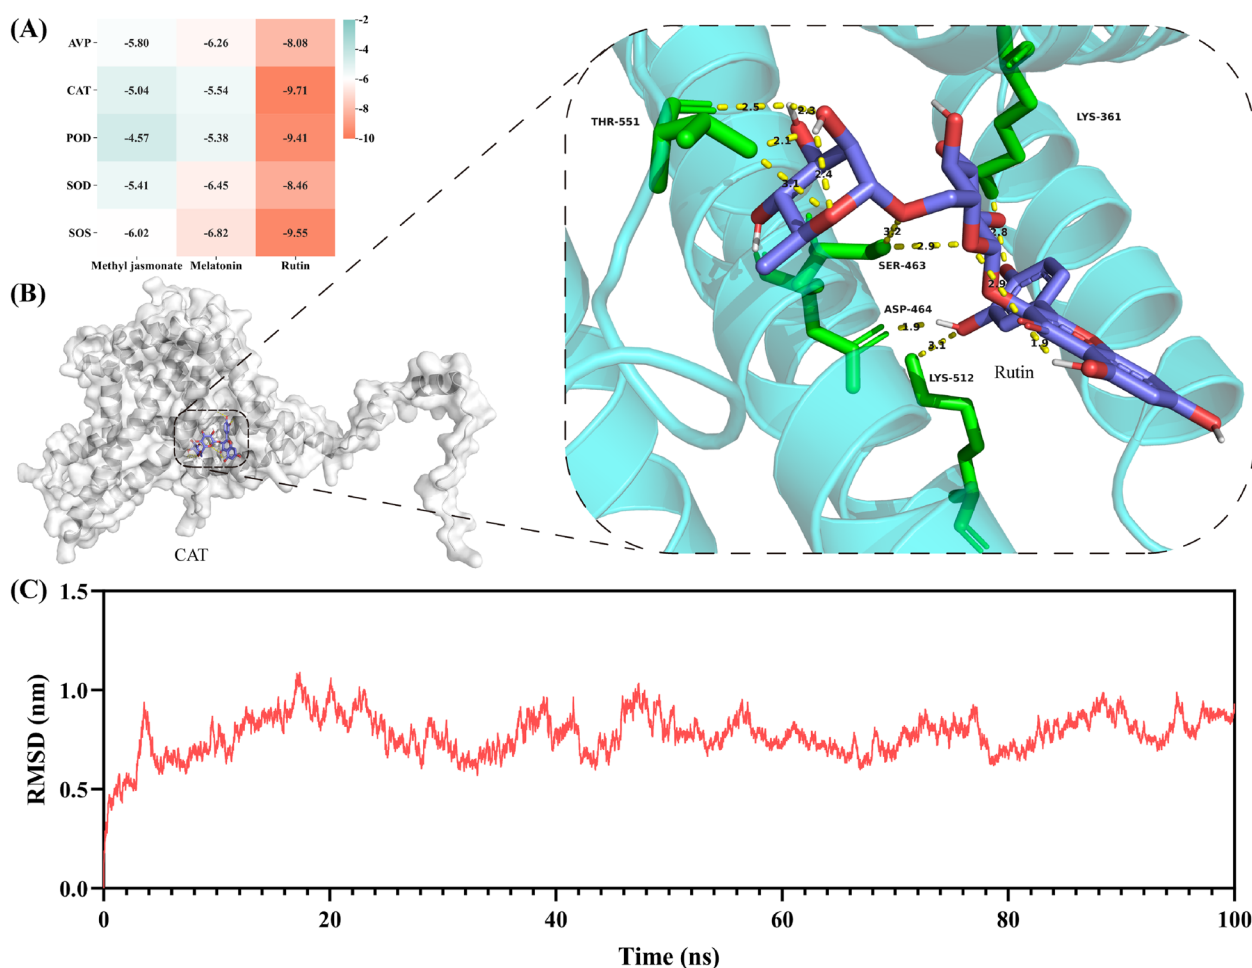 (A)
AVP -5.80 -6.26 -8.08
CAT -5.04 -5.54 -9.71
POD -4.57 -5.38 -9.41
SOD -5.41 -6.45 -8.46
SOS -6.02 -6.82 -9.55
Methyl jasmonate Melatonin Rutin
-2
-4
-6
-8
-10
(B)
CAT
THR-551
LYS-361
2.5
2.3
2.1
3.1
2.4
3.2
2.9
SER-463
2.8
2.9
ASP-464
1.9
3.1
1.9
LYS-512
Rutin
(C)
RMSD (nm)
1.5
1.0
0.5
0.0
0 20 40 60 80 100
Time (ns)